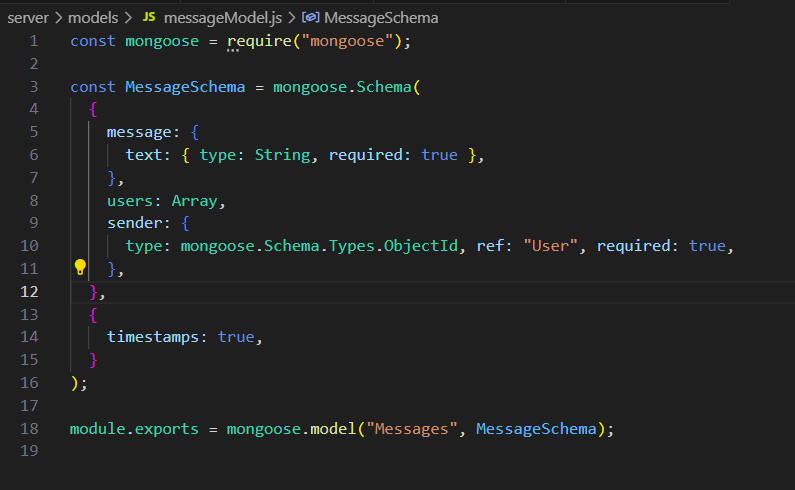 server > models > JS messageModel.js > MessageSchema
1 const mongoose = require("mongoose");
2
3 const MessageSchema = mongoose.Schema(
4   {
5     message: {
6       text: { type: String, required: true },
7     },
8     users: Array,
9     sender: {
10       type: mongoose.Schema.Types.ObjectId, ref: "User", required: true,
11     },
12   },
13   {
14     timestamps: true,
15   }
16 );
17
18 module.exports = mongoose.model("Messages", MessageSchema);
19